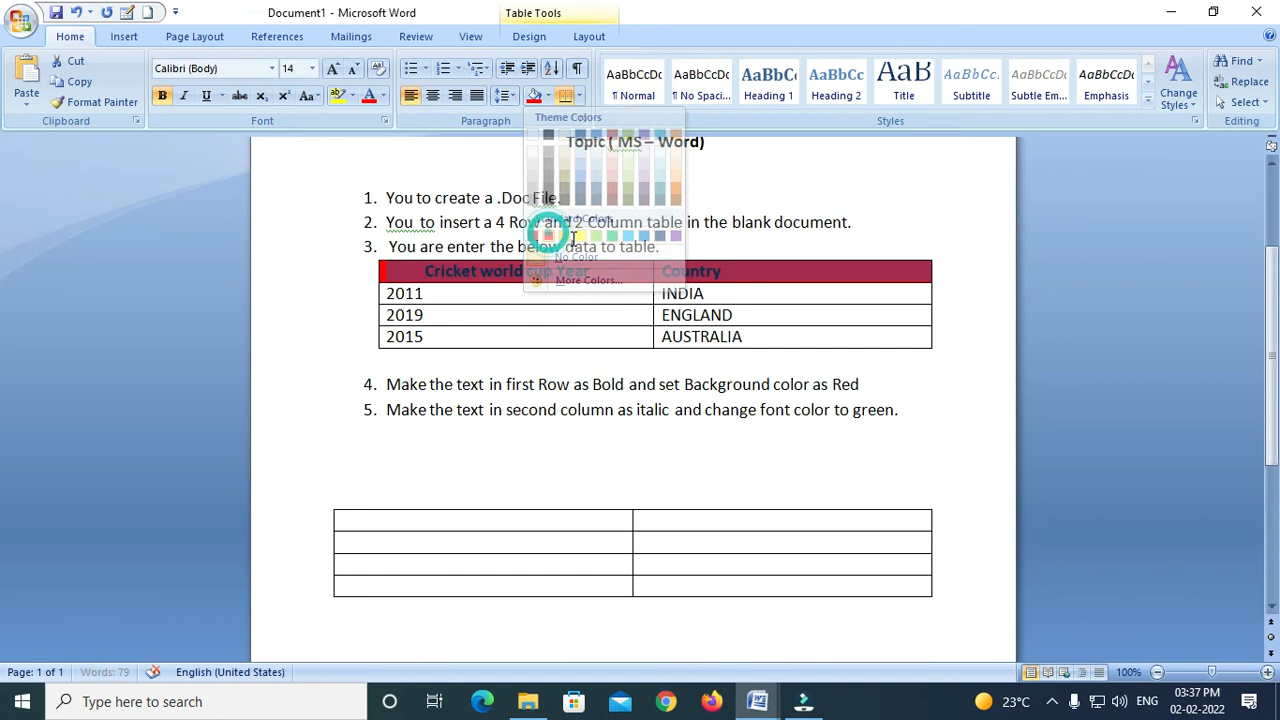 Document1 - Microsoft Word
Table Tools
Home Insert Page Layout References Mailings Review View Design Layout
Cut
Copy
Format Painter
Paste
Clipboard
Calibri (Body) 14
B I U abc Aa
Font
Paragraph
AaBbCcDc AaBbCcDc AaBbCc AaBbCc AaB AaBbCc. AaBbCcDc AaBbCcDc
¶ Normal ¶ No Spaci... Heading 1 Heading 2 Title Subtitle Subtle Em... Emphasis
Change Styles
Styles
Find
Replace
Select
Editing
Theme Colors
No Color
More Colors...
Topic ( MS – Word)
1. You to create a .Doc File.
2. You to insert a 4 Row and 2 Column table in the blank document.
3. You are enter the below data to table.
Cricket world cup Year Country
2011 INDIA
2019 ENGLAND
2015 AUSTRALIA
4. Make the text in first Row as Bold and set Background color as Red
5. Make the text in second column as italic and change font color to green.
Page: 1 of 1 Words: 79 English (United States) 100%
Type here to search
23°C ENG
03:37 PM
02-02-2022